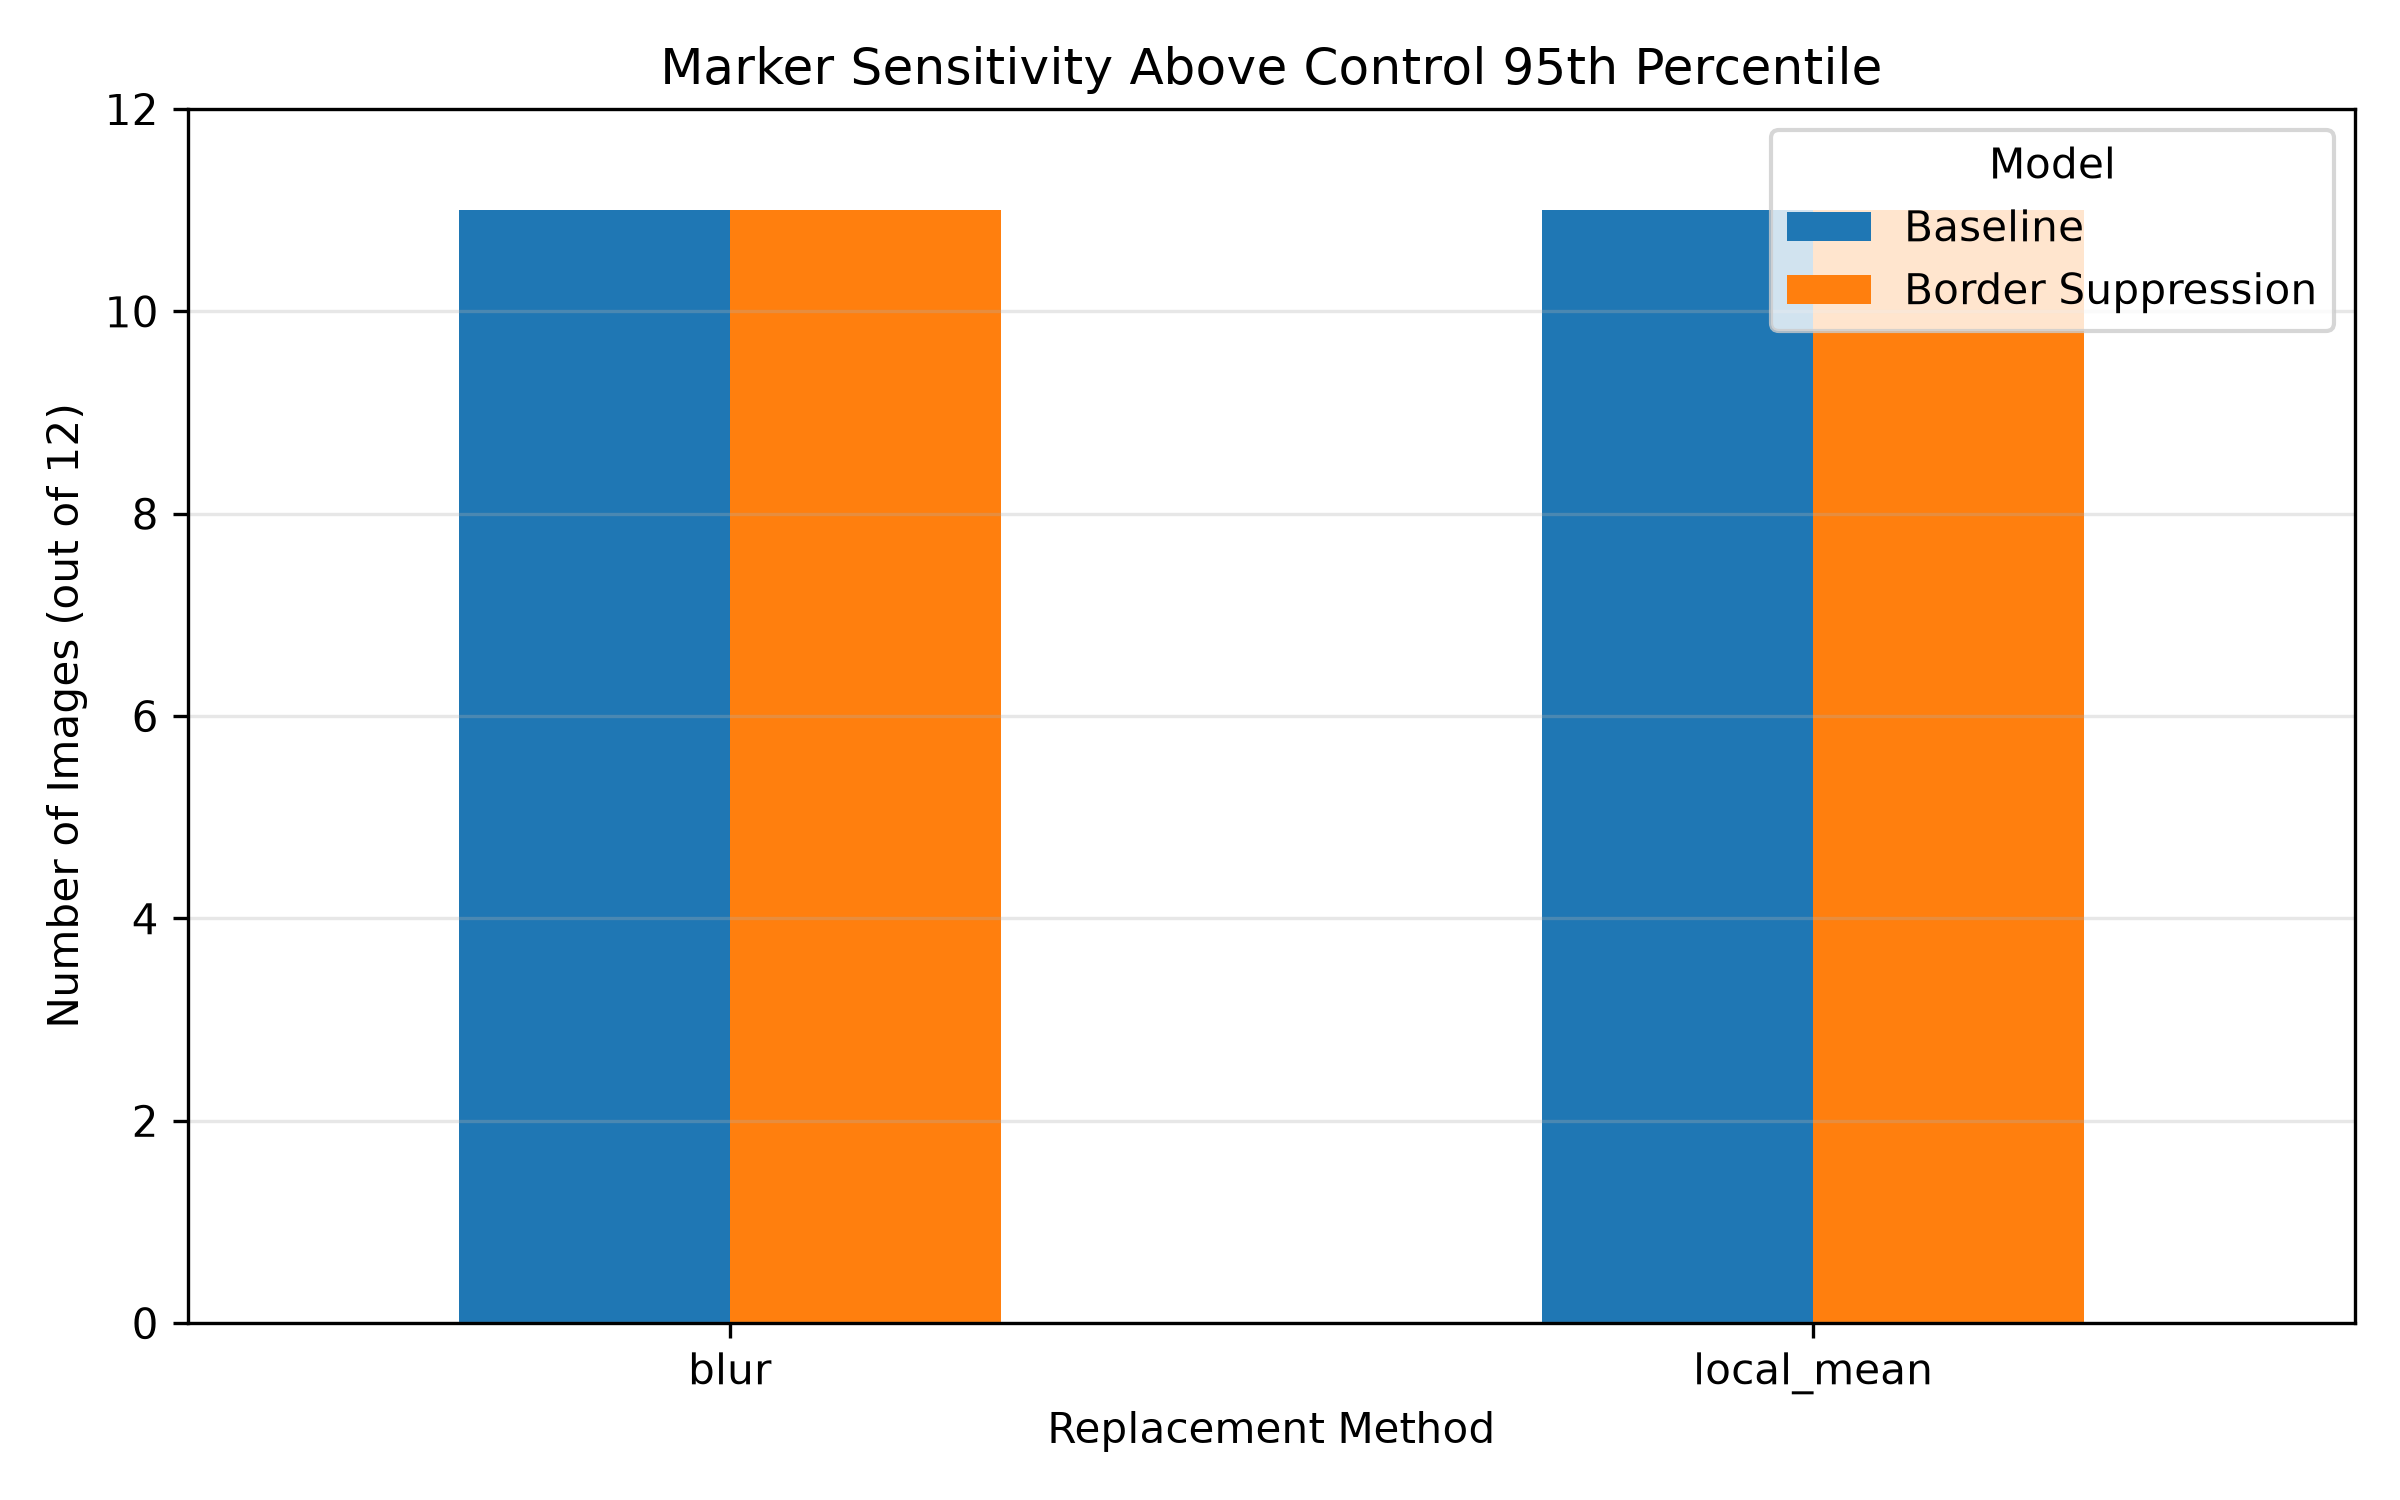 Marker Sensitivity Above Control 95th Percentile
12
10
8
6
4
2
0
Number of Images (out of 12)
Model
Baseline
Border Suppression
blur
local_mean
Replacement Method